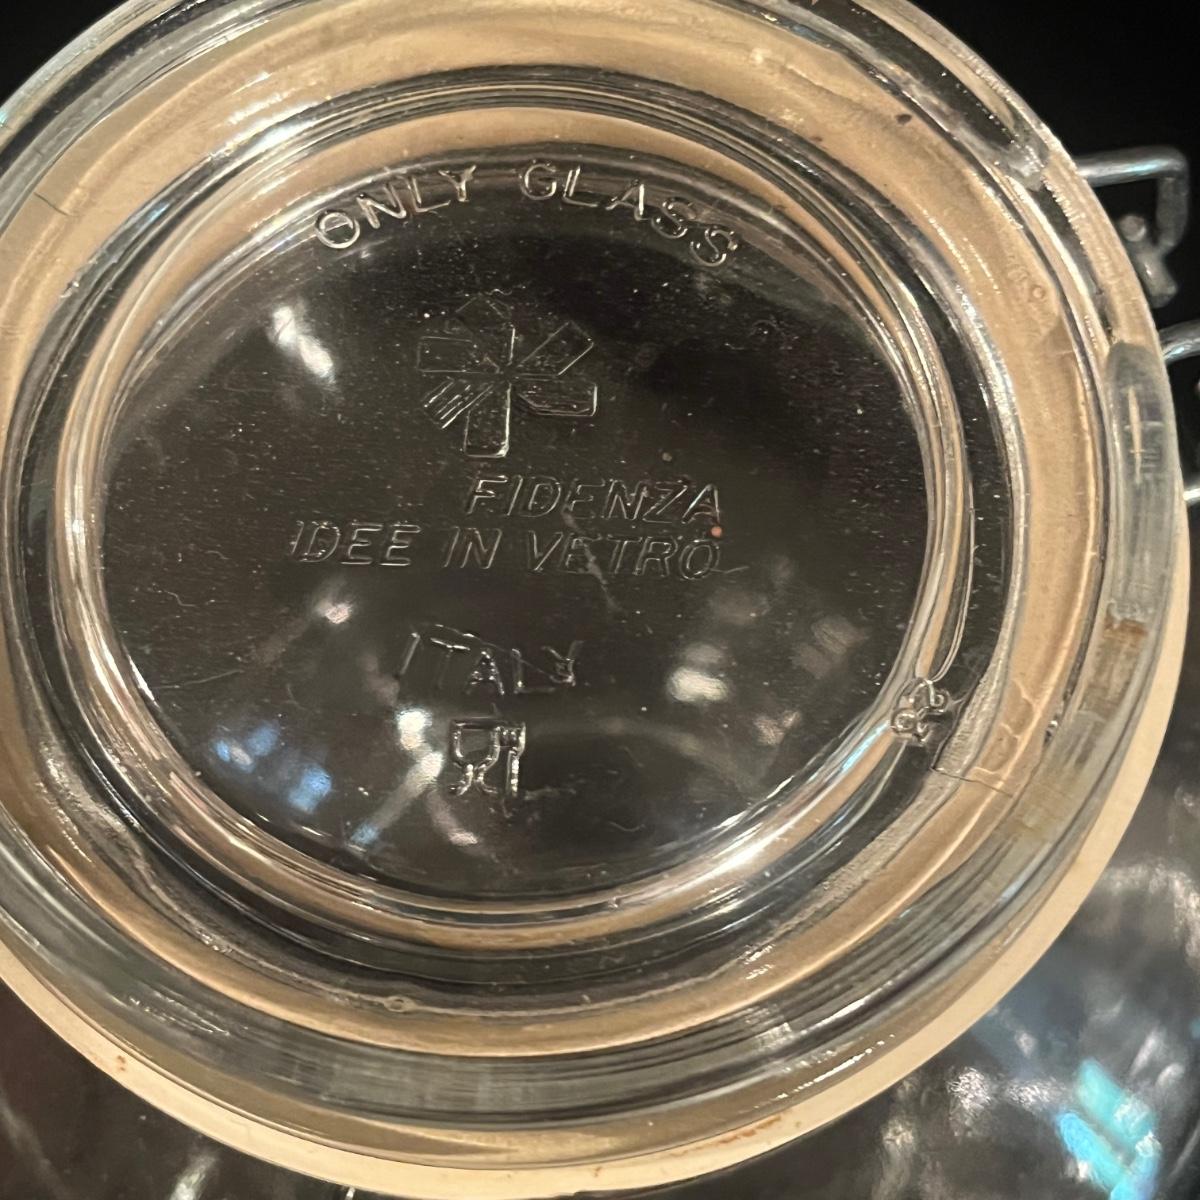 ONLY GLASS
FIDENZA
IDEE IN VETRO
ITALY